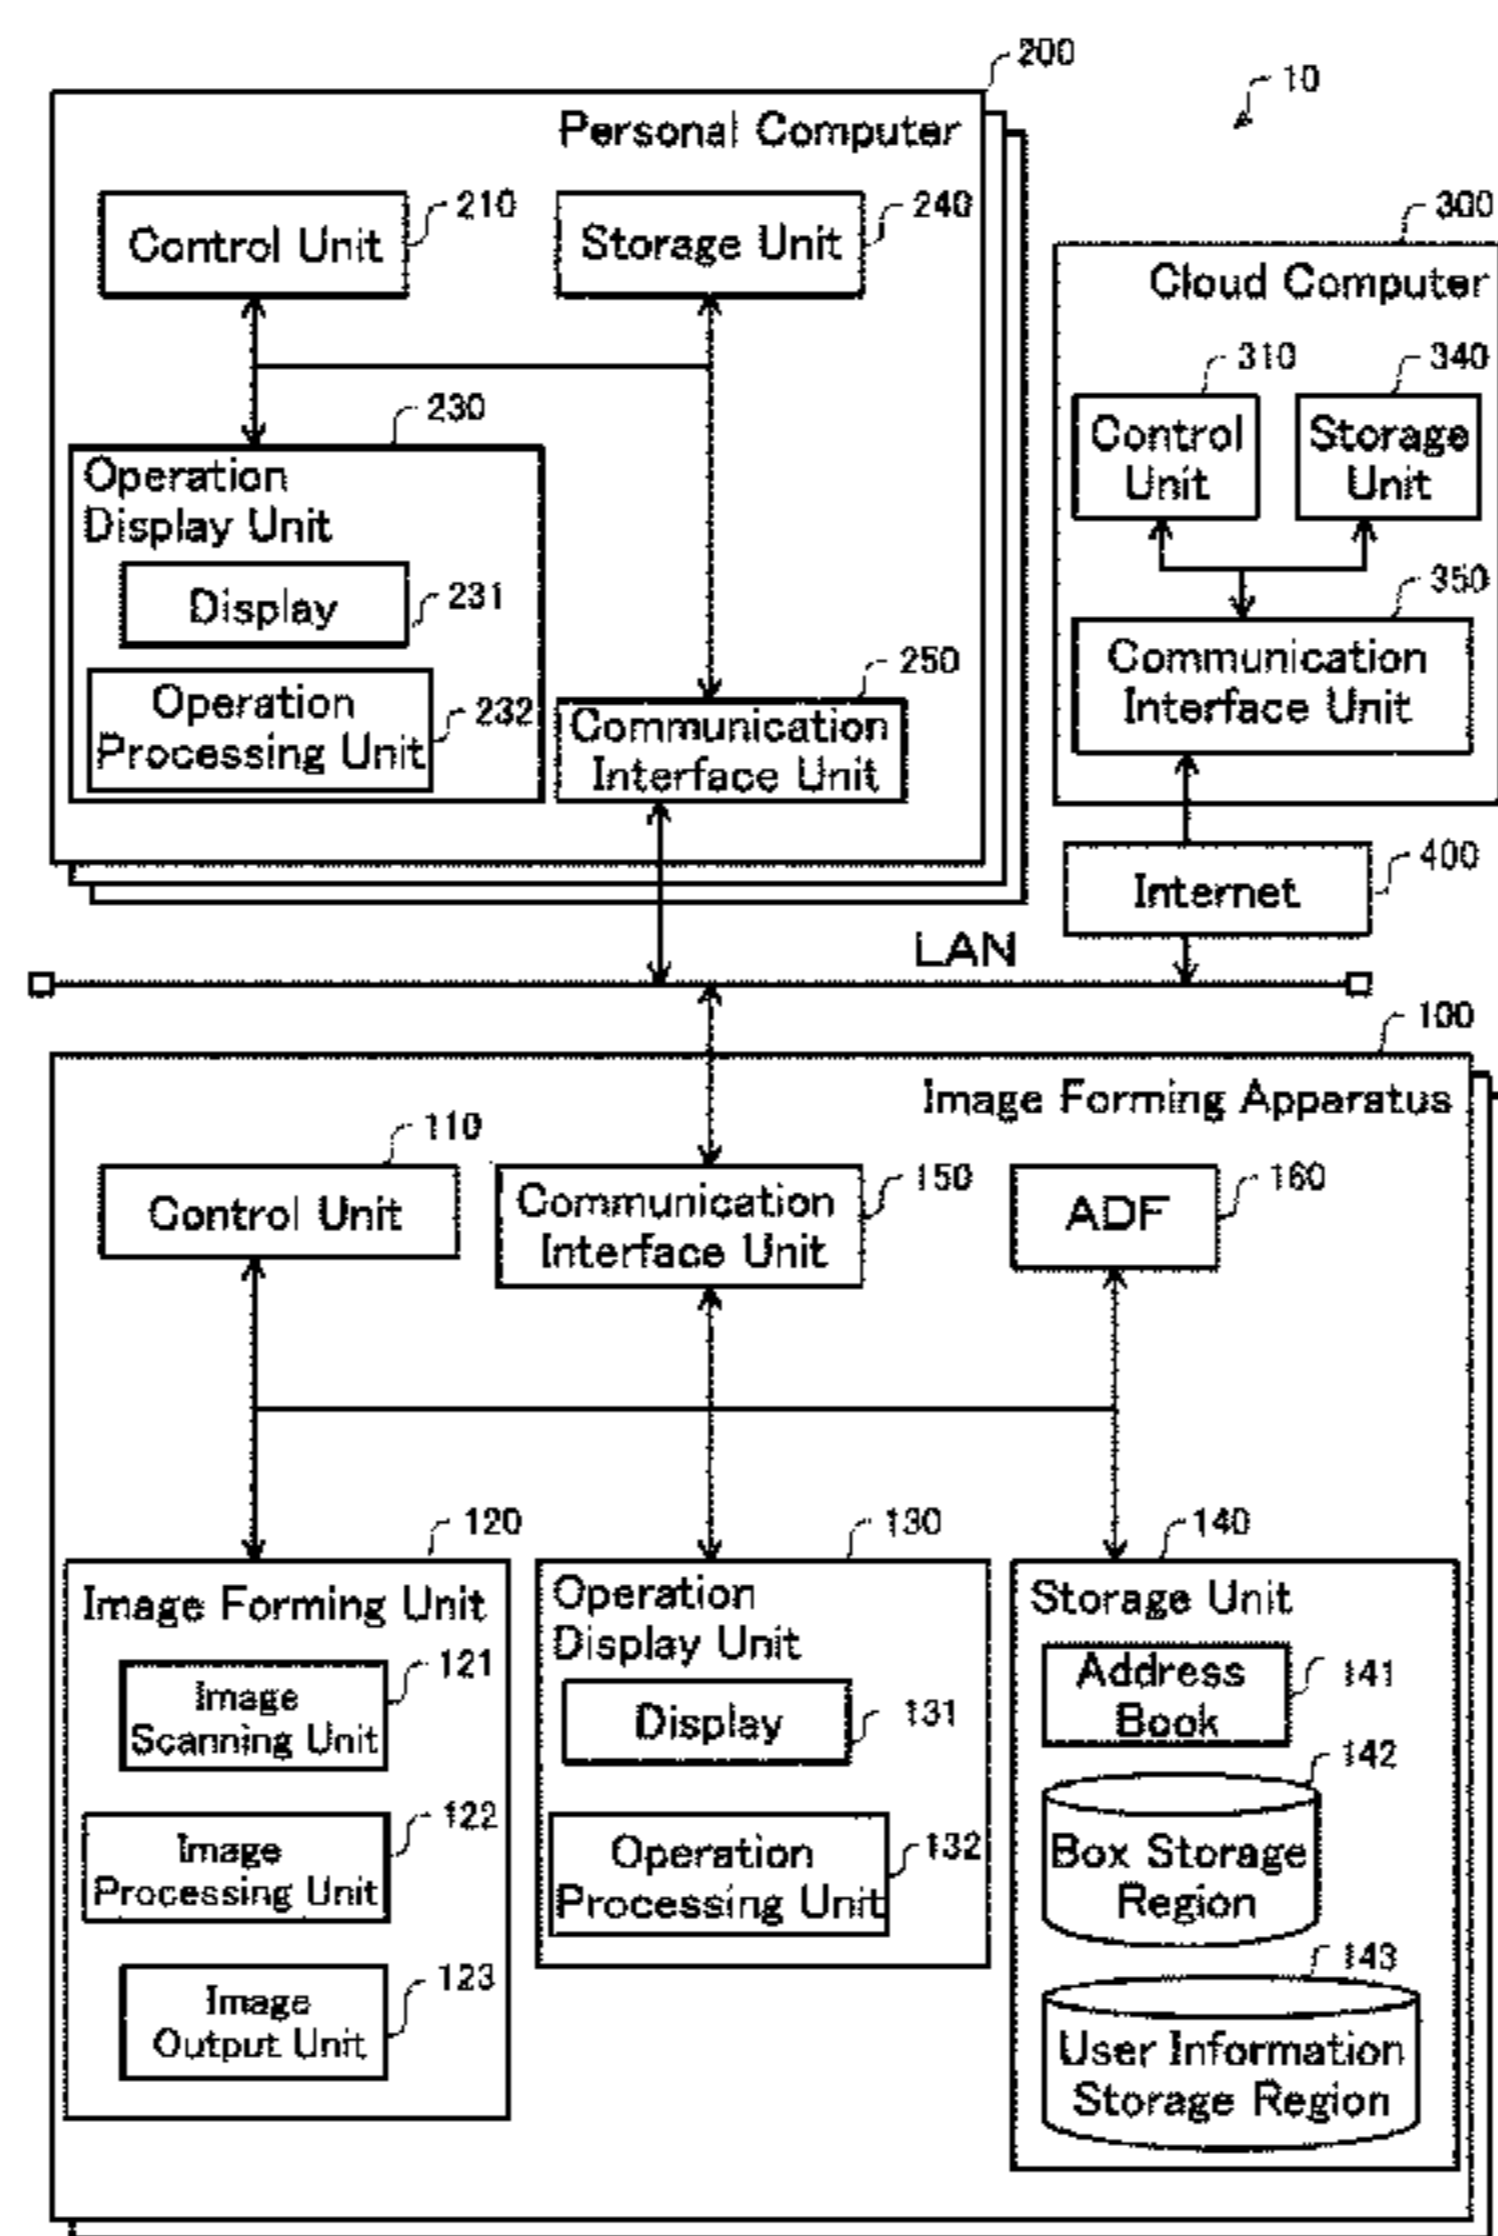 200
10
Personal Computer
210
240
300
Control Unit
Storage Unit
Cloud Computer
310
340
230
Control
Unit
Storage
Unit
Operation
Display Unit
Display
231
350
250
Communication
Interface Unit
Operation
Processing Unit
232
Communication
Interface Unit
400
Internet
LAN
100
Image Forming Apparatus
110
150
160
Control Unit
Communication
Interface Unit
ADF
120
130
140
Image Forming Unit
Operation
Display Unit
Storage Unit
121
Image
Scanning Unit
Display
131
Address
Book
141
142
122
Image
Processing Unit
Operation
Processing Unit
132
Box Storage
Region
123
143
Image
Output Unit
User Information
Storage Region